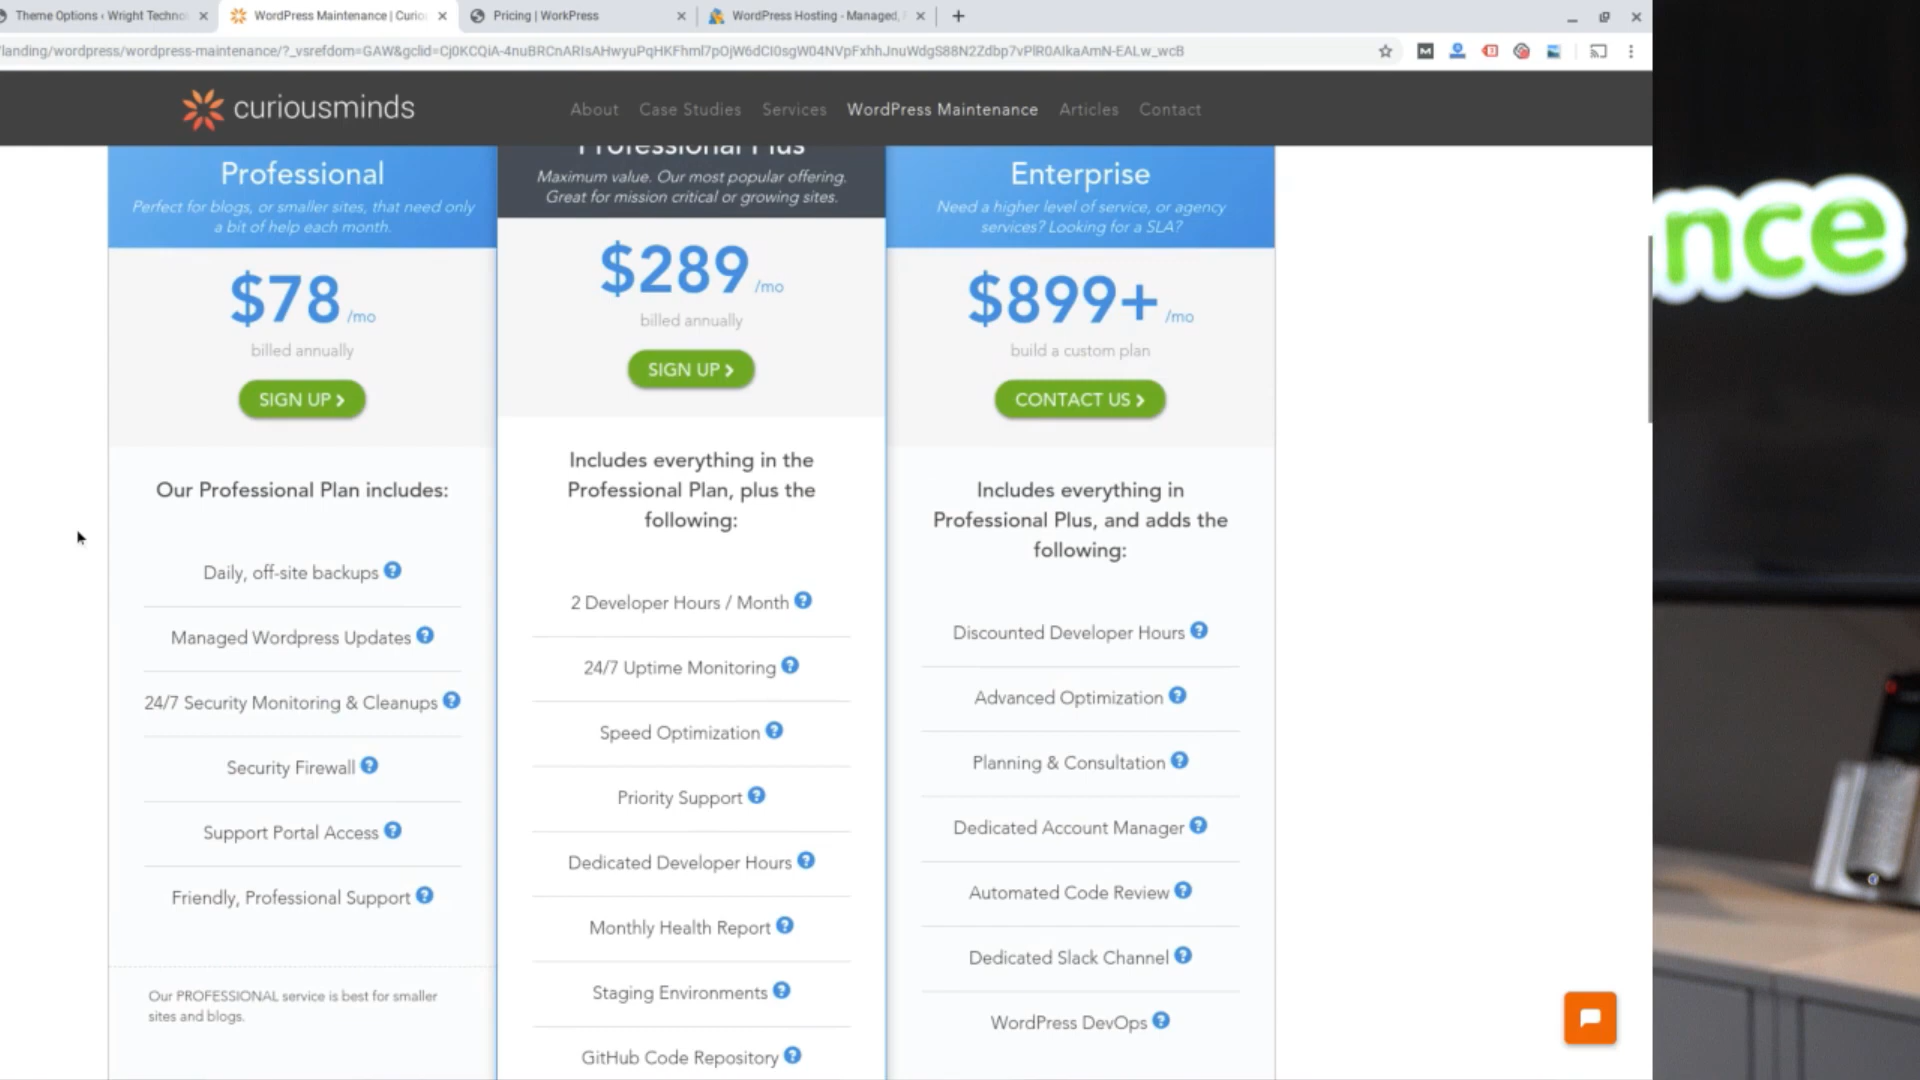 Theme Options ‹ Wright Techno
WordPress Maintenance | Curio
Pricing | WorkPress
WordPress Hosting - Managed,
/landing/wordpress/wordpress-maintenance/?_vsrefdom=GAW&gclid=Cj0KCQiA-4nuBRCnARIsAHwyuPqHKFhml7pOjW6dCI0sgW04NVpFxhhJnuWdgS88N2Zdbp7vPlR0AIkaAmN-EALw_wcB
curiousminds
About
Case Studies
Services
WordPress Maintenance
Articles
Contact
Professional
Perfect for blogs, or smaller sites, that need only
a bit of help each month.
$78 /mo
billed annually
SIGN UP >
Our Professional Plan includes:
Daily, off-site backups ?
Managed Wordpress Updates ?
24/7 Security Monitoring & Cleanups ?
Security Firewall ?
Support Portal Access ?
Friendly, Professional Support ?
Our PROFESSIONAL service is best for smaller
sites and blogs.
Professional Plus
Maximum value. Our most popular offering.
Great for mission critical or growing sites.
$289 /mo
billed annually
SIGN UP >
Includes everything in the
Professional Plan, plus the
following:
2 Developer Hours / Month ?
24/7 Uptime Monitoring ?
Speed Optimization ?
Priority Support ?
Dedicated Developer Hours ?
Monthly Health Report ?
Staging Environments ?
GitHub Code Repository ?
Enterprise
Need a higher level of service, or agency
services? Looking for a SLA?
$899+ /mo
build a custom plan
CONTACT US >
Includes everything in
Professional Plus, and adds the
following:
Discounted Developer Hours ?
Advanced Optimization ?
Planning & Consultation ?
Dedicated Account Manager ?
Automated Code Review ?
Dedicated Slack Channel ?
WordPress DevOps ?
nce